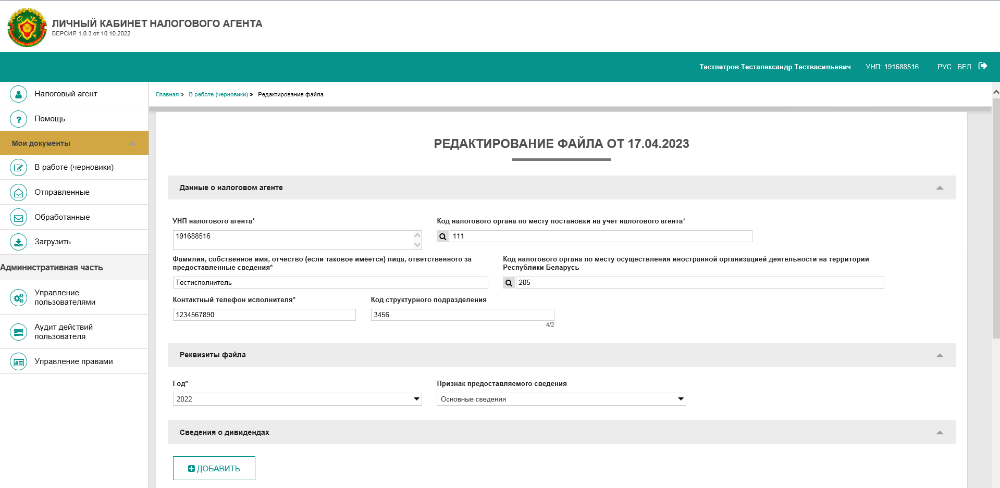 ЛИЧНЫЙ КАБИНЕТ НАЛОГОВОГО АГЕНТА
ВЕРСИЯ 1.0.3 от 10.10.2022
Тестпетров Тесталександр Тествасильевич УНП: 191688516 РУС БЕЛ
Налоговый агент
Помощь
Мои документы
В работе (черновики)
Отправленные
Обработанные
Загрузить
Административная часть
Управление
пользователями
Аудит действий
пользователя
Управление правами
Главная » В работе (черновики) » Редактирование файла
РЕДАКТИРОВАНИЕ ФАЙЛА ОТ 17.04.2023
Данные о налоговом агенте
УНП налогового агента*
191688516
Код налогового органа по месту постановки на учет налогового агента*
111
Фамилия, собственное имя, отчество (если таковое имеется) лица, ответственного за
предоставленные сведения*
Тестисполнитель
Код налогового органа по месту осуществления иностранной организацией деятельности на территории
Республики Беларусь
205
Контактный телефон исполнителя*
1234567890
Код структурного подразделения
3456
4/2
Реквизиты файла
Год*
2022
Признак предоставляемого сведения
Основные сведения
Сведения о дивидендах
ДОБАВИТЬ